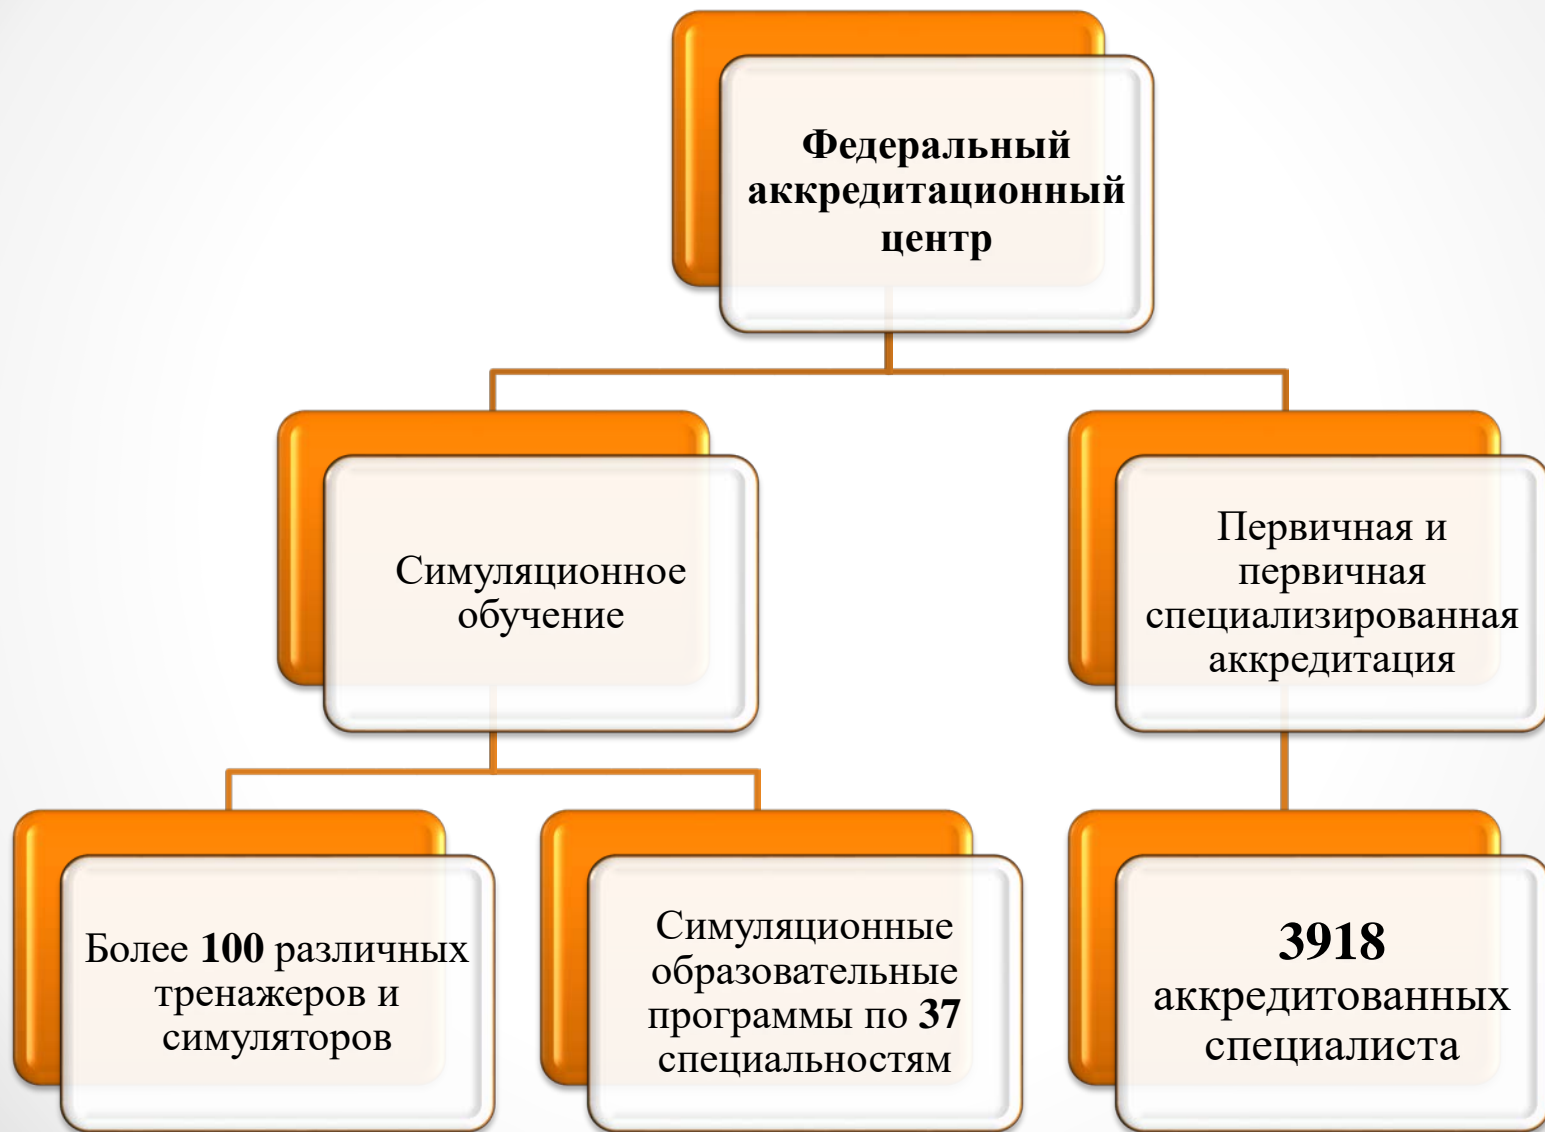 Федеральный
аккредитационный
центр
Симуляционное
обучение
Первичная и
первичная
специализированная
аккредитация
Более 100 различных
тренажеров и
симуляторов
Симуляционные
образовательные
программы по 37
специальностям
3918
аккредитованных
специалиста